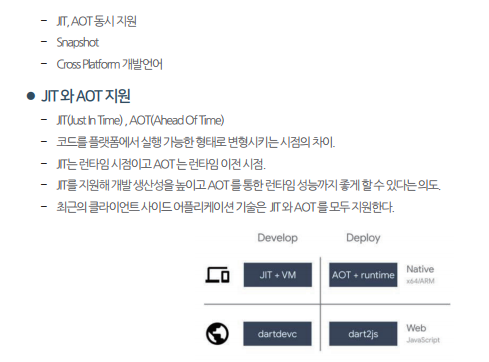 - JIT, AOT 동시 지원
- Snapshot
- Cross Platform 개발언어
● JIT 와 AOT 지원
- JIT(Just In Time) , AOT(Ahead Of Time)
- 코드를 플랫폼에서 실행 가능한 형태로 변형시키는 시점의 차이.
- JIT는 런타임 시점이고 AOT 는 런타임 이전 시점.
- JIT를 지원해 개발 생산성을 높이고 AOT 를 통한 런타임 성능까지 좋게 할 수 있다는 의도.
- 최근의 클라이언트 사이드 어플리케이션 기술은 JIT 와 AOT 를 모두 지원한다.
Develop Deploy
JIT + VM AOT + runtime Native
x64/ARM
dartdevc dart2js Web
JavaScript